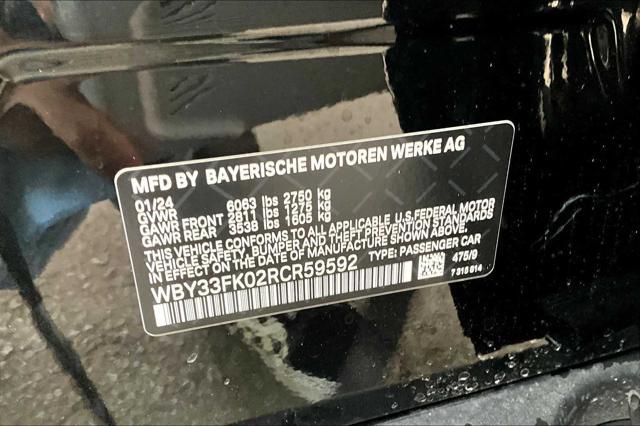 MFD BY BAYERISCHE MOTOREN WERKE AG
01/24
GVWR 6063 lbs 2750 kg
GAWR FRONT 2811 lbs 1275 kg
GAWR REAR 3538 lbs 1605 kg
THIS VEHICLE CONFORMS TO ALL APPLICABLE U.S.FEDERAL MOTOR
VEHICLE SAFETY, BUMPER AND THEFT PREVENTION STANDARDS
IN EFFECT ON THE DATE OF MANUFACTURE SHOWN ABOVE.
WBY33FK02RCR59592 TYPE: PASSENGER CAR
475/9
7 315 614